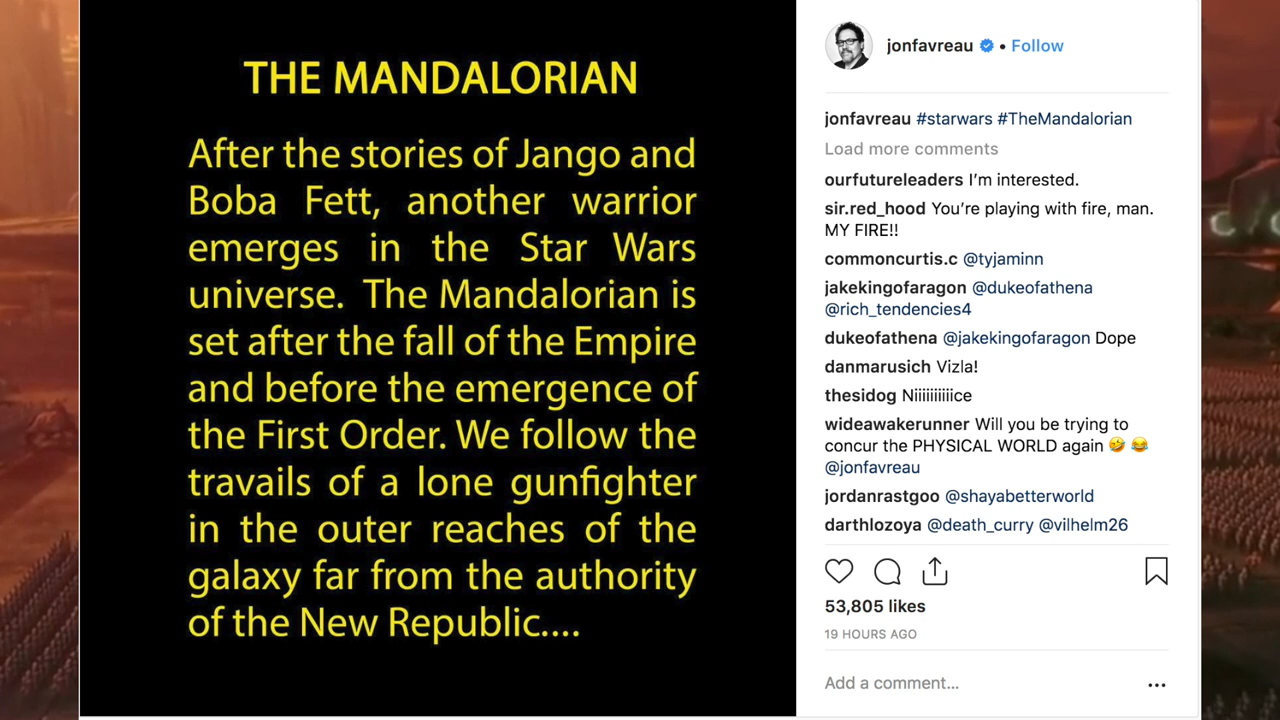 THE MANDALORIAN
After the stories of Jango and
Boba Fett, another warrior
emerges in the Star Wars
universe. The Mandalorian is
set after the fall of the Empire
and before the emergence of
the First Order. We follow the
travails of a lone gunfighter
in the outer reaches of the
galaxy far from the authority
of the New Republic....
jonfavreau • Follow
jonfavreau #starwars #TheMandalorian
Load more comments
ourfutureleaders I'm interested.
sir.red_hood You're playing with fire, man.
MY FIRE!!
commoncurtis.c @tyjaminn
jakekingofaragon @dukeofathena
@rich_tendencies4
dukeofathena @jakekingofaragon Dope
danmarusich Vizla!
thesidog Niiiiiiiiiice
wideawakerunner Will you be trying to
concur the PHYSICAL WORLD again 🤣 😂
@jonfavreau
jordanrastgoo @shayabetterworld
darthlozoya @death_curry @vilhelm26
53,805 likes
19 HOURS AGO
Add a comment...